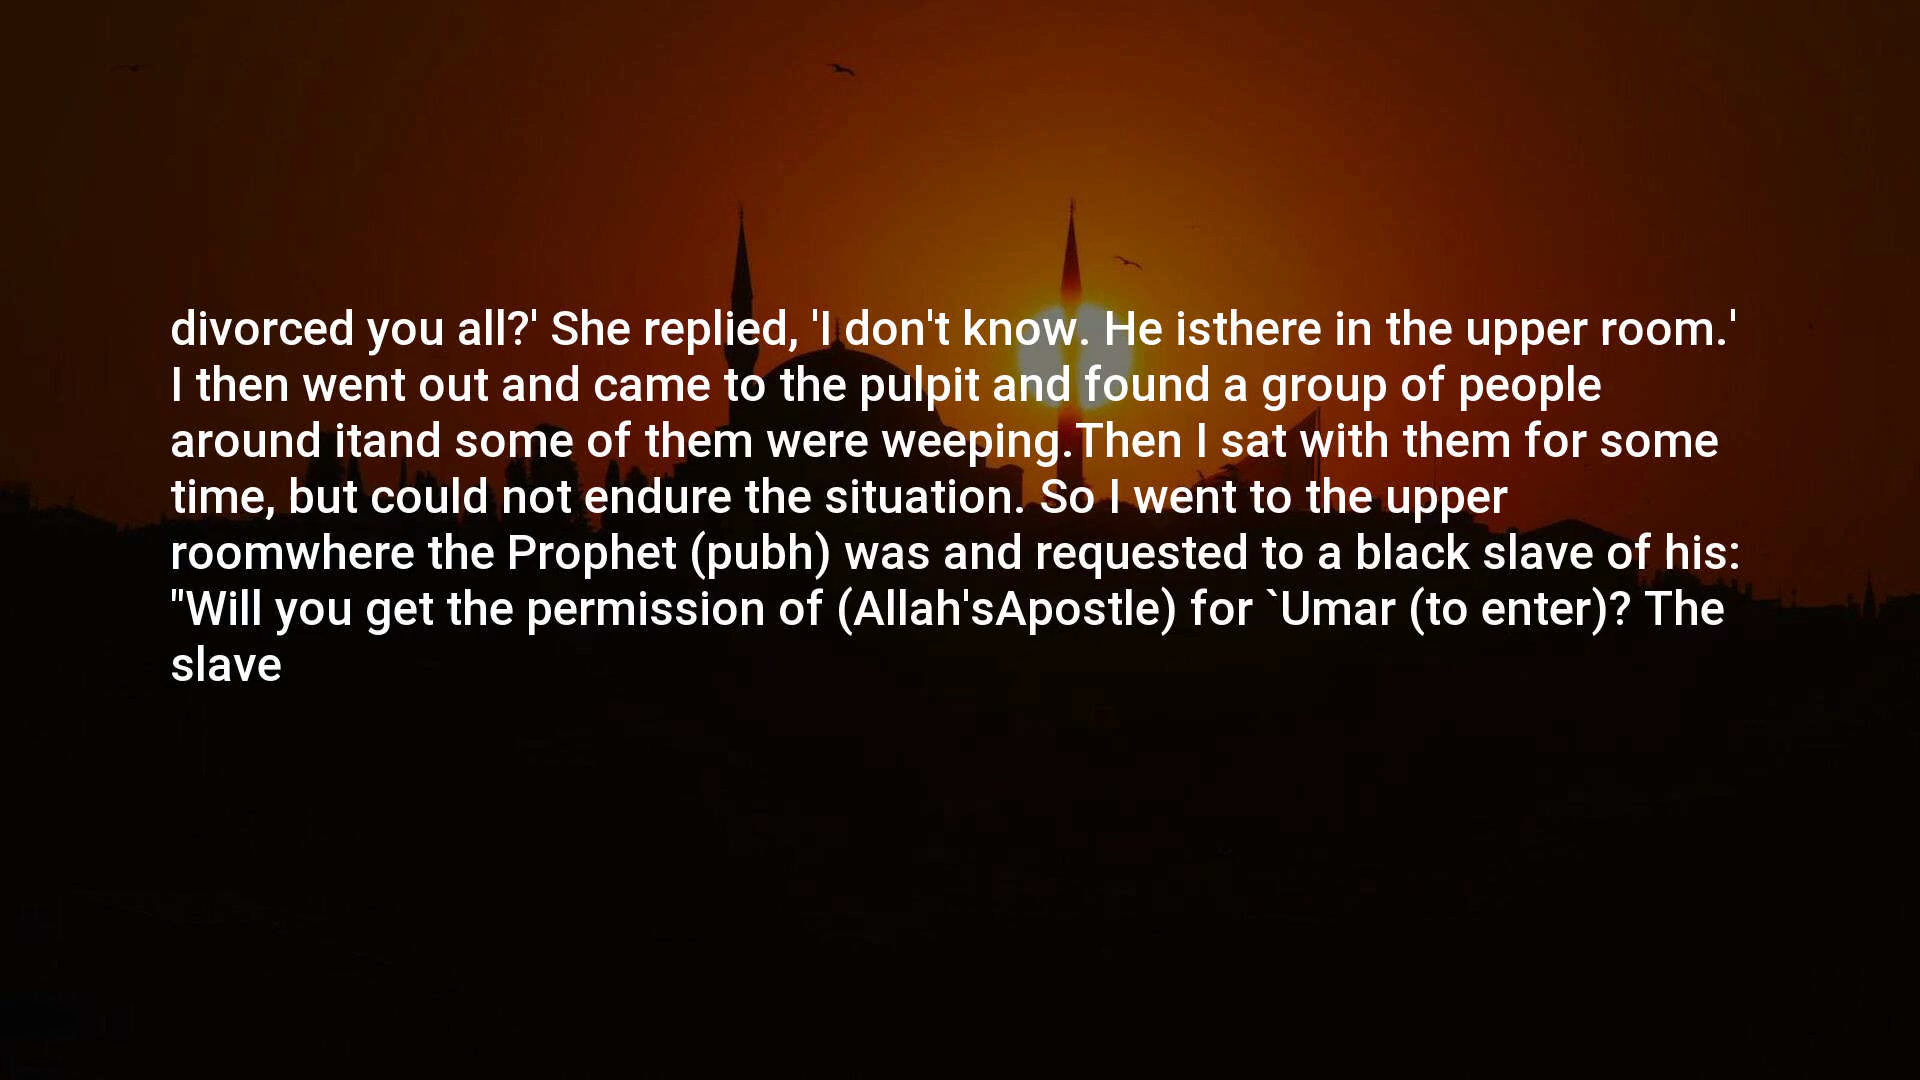 divorced you all?' She replied, 'I don't know. He isthere in the upper room.'
I then went out and came to the pulpit and found a group of people
around itand some of them were weeping.Then I sat with them for some
time, but could not endure the situation. So I went to the upper
roomwhere the Prophet (pubh) was and requested to a black slave of his:
"Will you get the permission of (Allah'sApostle) for `Umar (to enter)? The
slave